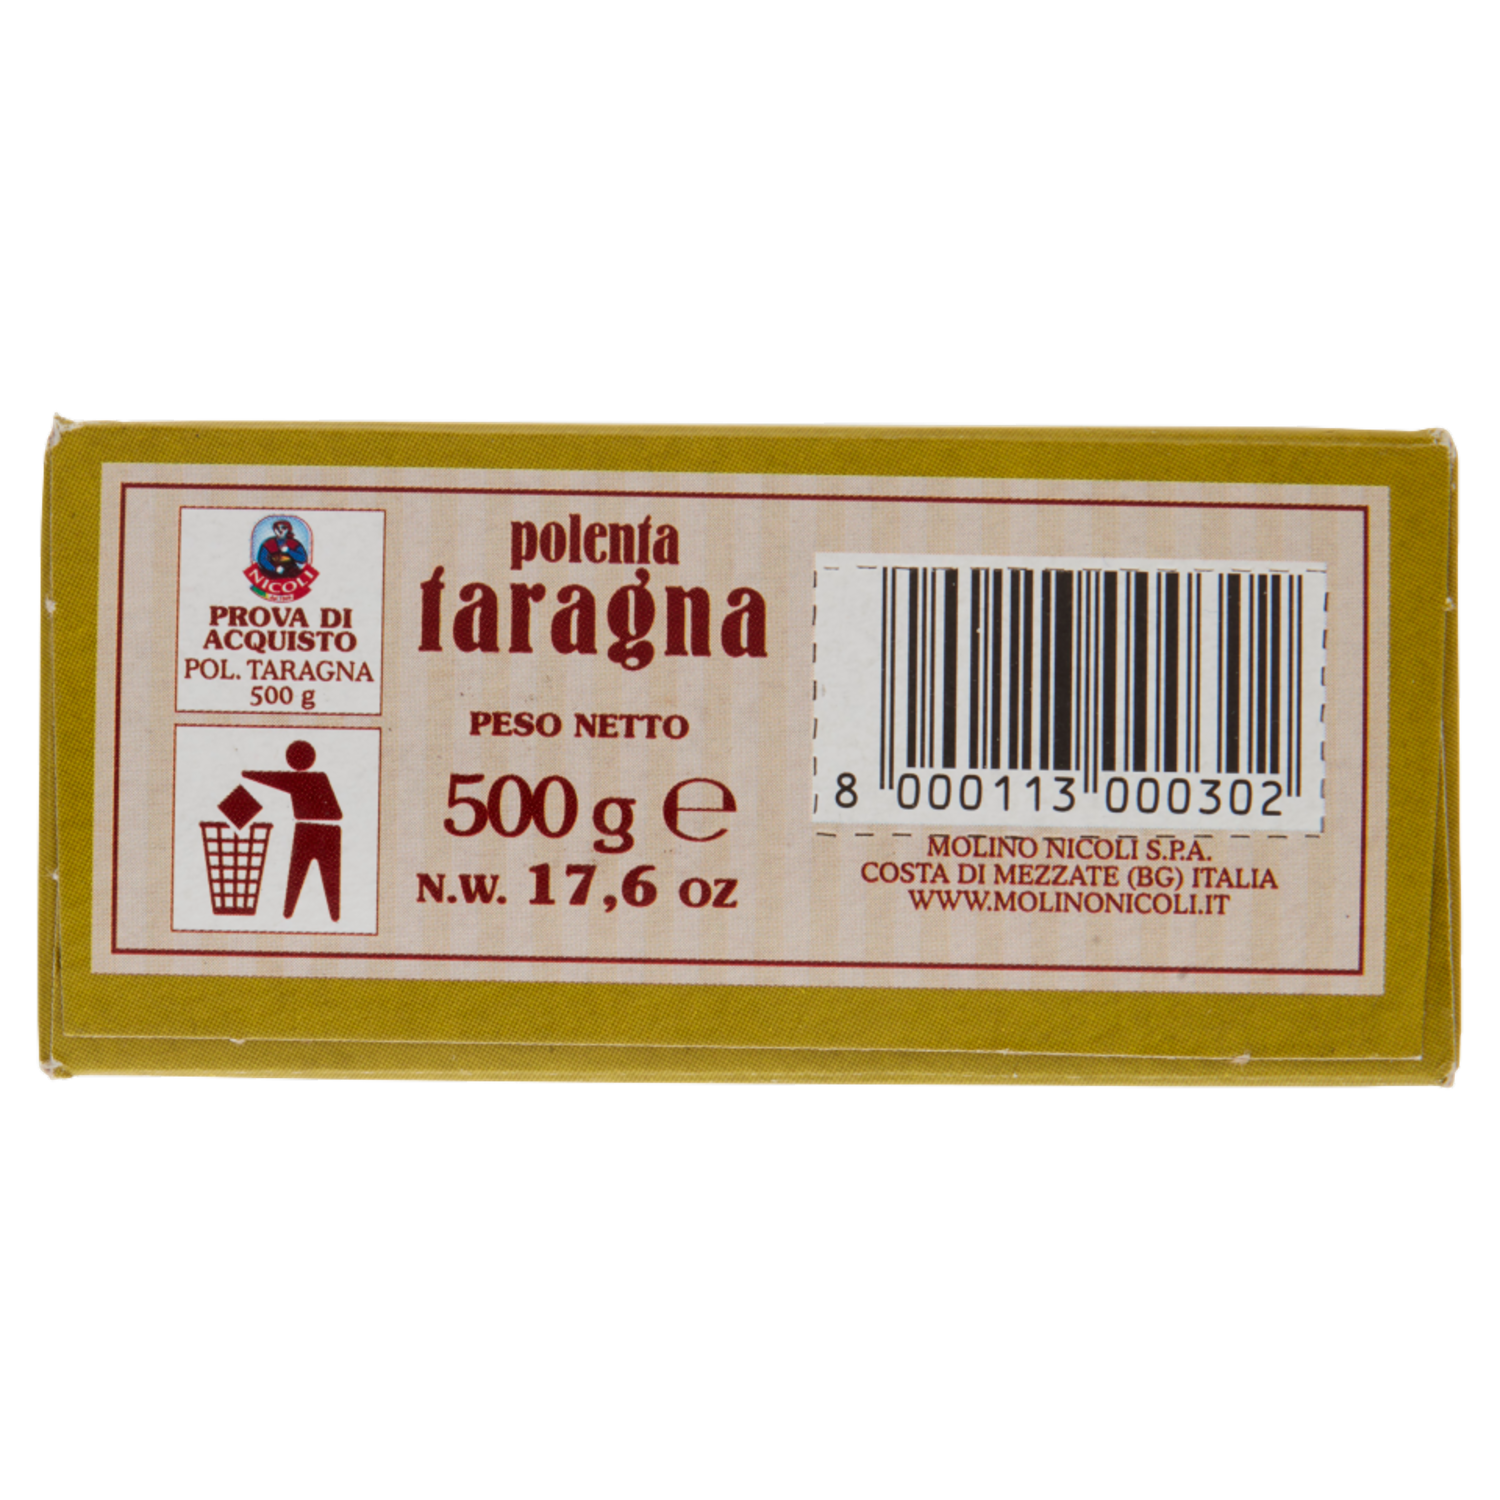 NICOLI
PROVA DI
ACQUISTO
POL. TARAGNA
500 g
polenta
taragna
PESO NETTO
500 g ℮
N.W. 17,6 oz
8 000113 000302
MOLINO NICOLI S.P.A.
COSTA DI MEZZATE (BG) ITALIA
WWW.MOLINONICOLI.IT